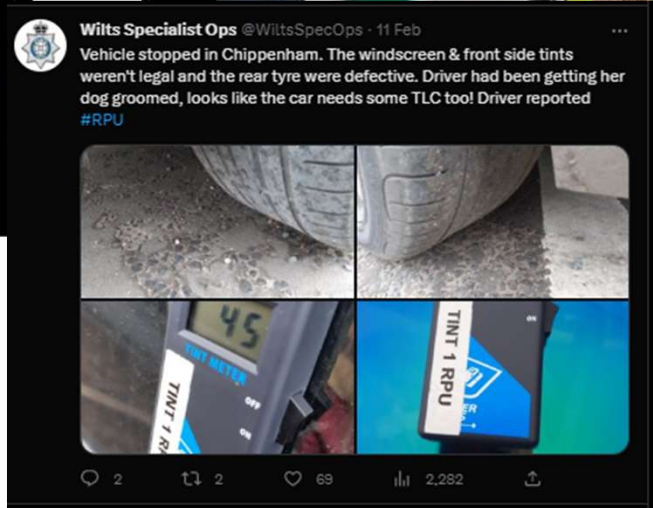 Wilts Specialist Ops @WiltsSpecOps · 11 Feb
Vehicle stopped in Chippenham. The windscreen & front side tints
weren't legal and the rear tyre were defective. Driver had been getting her
dog groomed, looks like the car needs some TLC too! Driver reported
#RPU
45
TINT METER
OFF
ON
TINT 1 R
ON
TINT 1 RPU
ER
2
2
69
2,282